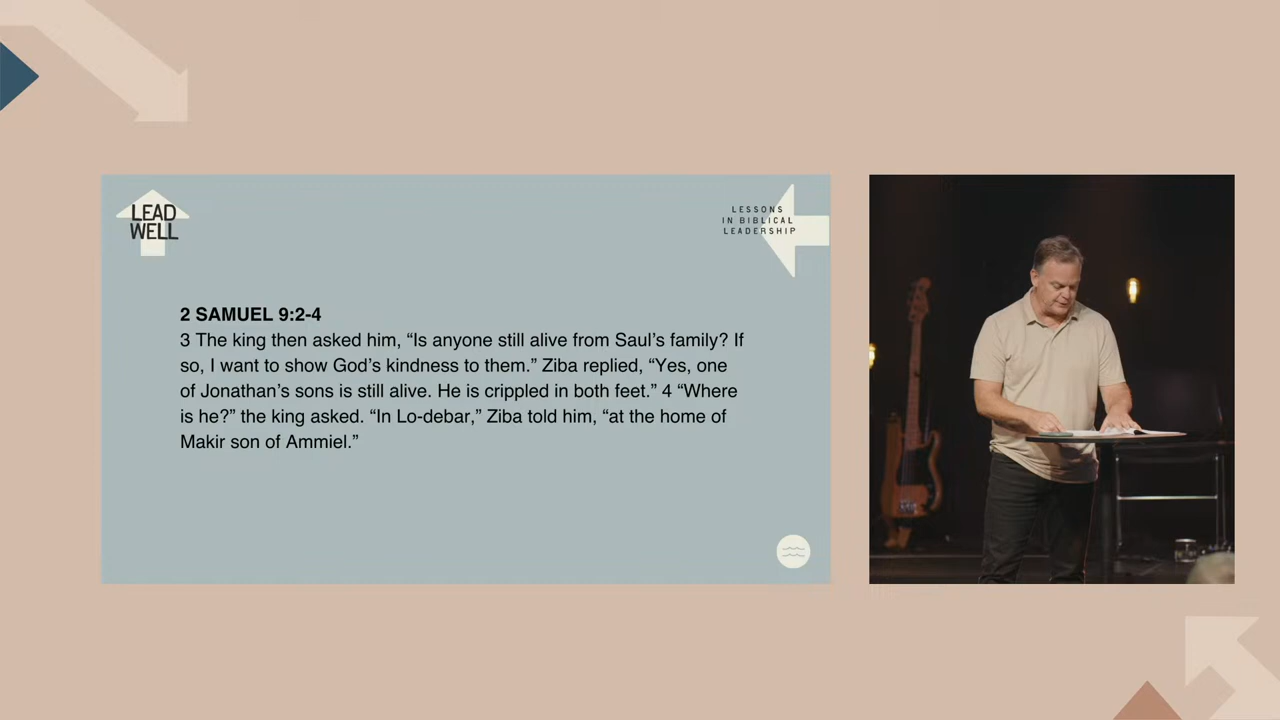 LEAD
WELL
LESSONS
IN BIBLICAL
LEADERSHIP
2 SAMUEL 9:2-4
3 The king then asked him, “Is anyone still alive from Saul’s family? If
so, I want to show God’s kindness to them.” Ziba replied, “Yes, one
of Jonathan’s sons is still alive. He is crippled in both feet.” 4 “Where
is he?” the king asked. “In Lo-debar,” Ziba told him, “at the home of
Makir son of Ammiel.”